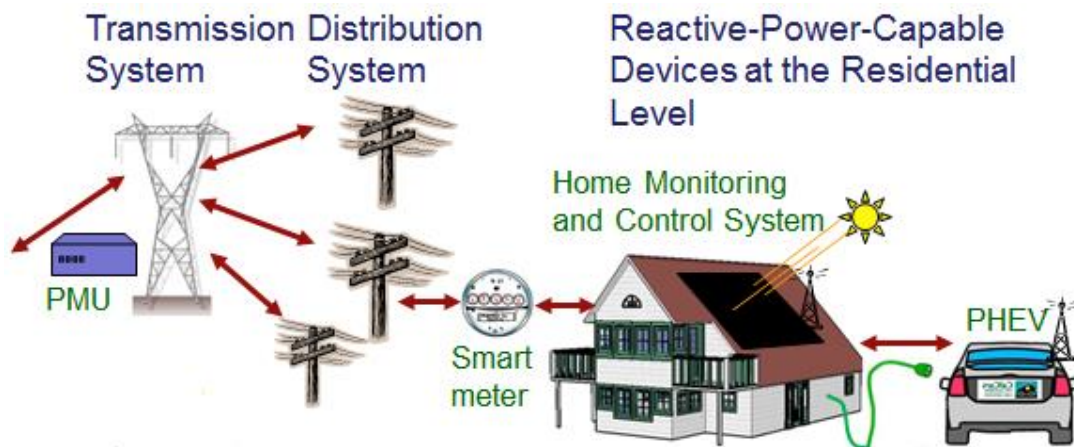 Transmission
System
Distribution
System
Reactive-Power-Capable
Devices at the Residential
Level
Home Monitoring
and Control System
PMU
Smart
meter
PHEV